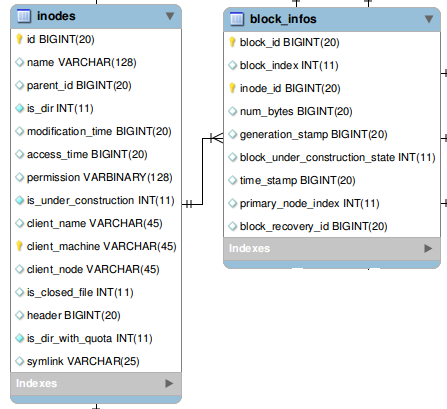 inodes
id BIGINT(20)
name VARCHAR(128)
parent_id BIGINT(20)
is_dir INT(11)
modification_time BIGINT(20)
access_time BIGINT(20)
permission VARBINARY(128)
is_under_construction INT(11)
client_name VARCHAR(45)
client_machine VARCHAR(45)
client_node VARCHAR(45)
is_closed_file INT(11)
header BIGINT(20)
is_dir_with_quota INT(11)
symlink VARCHAR(25)
Indexes
block_infos
block_id BIGINT(20)
block_index INT(11)
inode_id BIGINT(20)
num_bytes BIGINT(20)
generation_stamp BIGINT(20)
block_under_construction_state INT(11)
time_stamp BIGINT(20)
primary_node_index INT(11)
block_recovery_id BIGINT(20)
Indexes